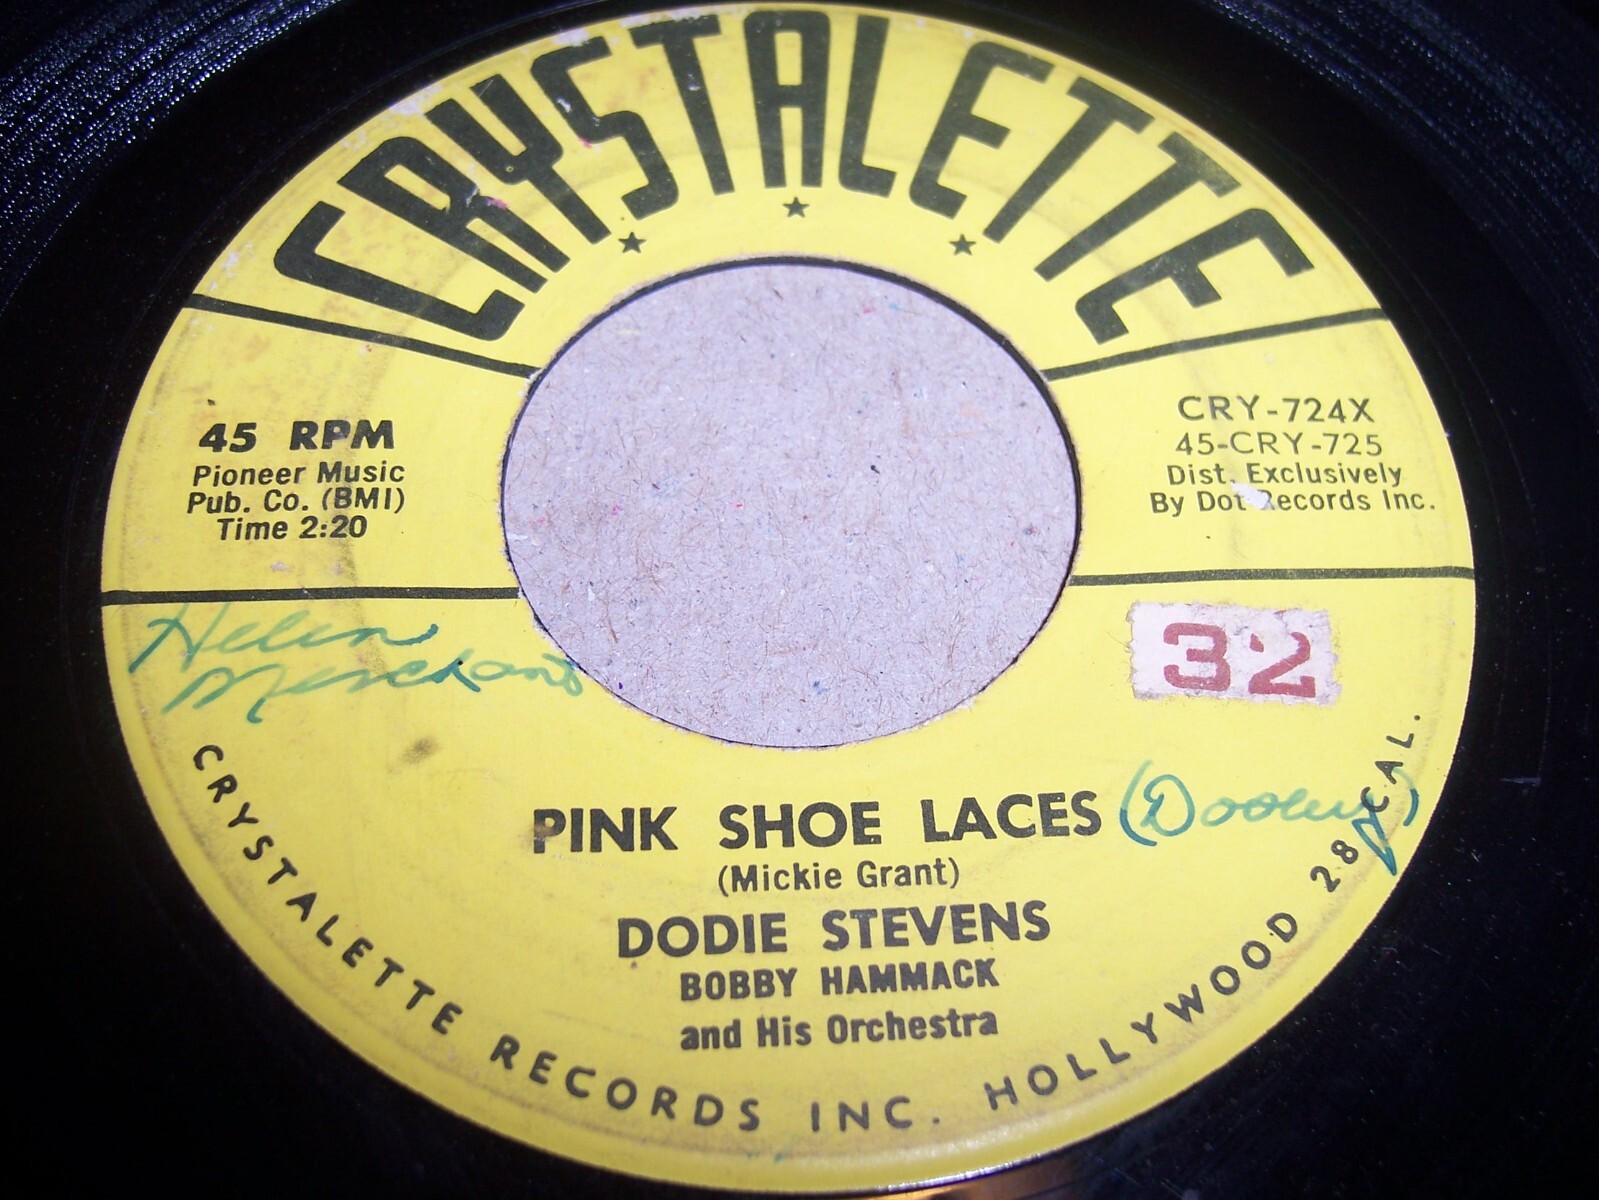 CRYSTALETTE
45 RPM
Pioneer Music
Pub. Co. (BMI)
Time 2:20
CRY-724X
45-CRY-725
Dist. Exclusively
By Dot Records Inc.
Helen
Merchant
32
PINK SHOE LACES
(Mickie Grant)
DODIE STEVENS
BOBBY HAMMACK
and His Orchestra
CRYSTALETTE RECORDS INC. HOLLYWOOD 28, CAL.